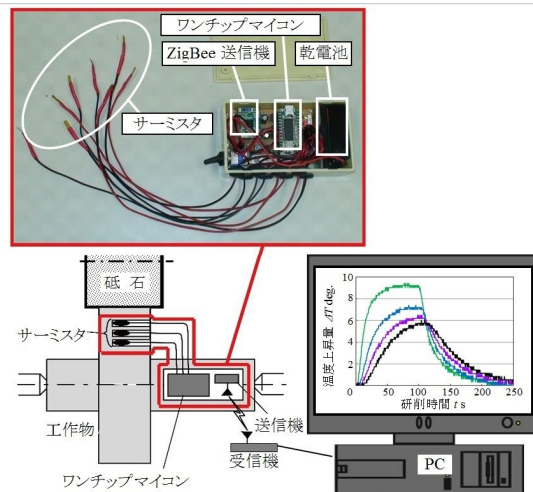 ワンチップマイコン
ZigBee 送信機
乾電池
サーミスタ
砥 石
サーミスタ
工作物
ワンチップマイコン
送信機
受信機
温度上昇量 ΔT deg.
10
8
6
4
2
0
0 50 100 150 200 250
研削時間 t s
PC